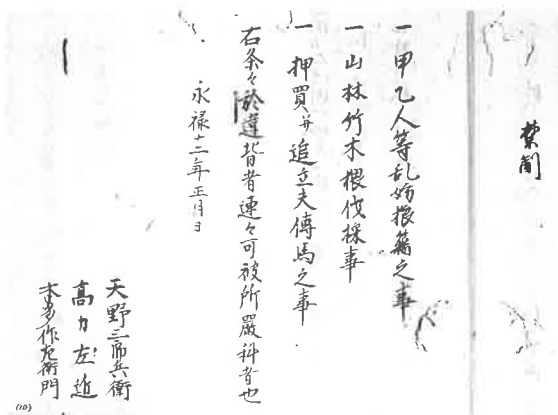 禁制
一 甲乙人等乱妨狼藉之事
一 山林竹木猥伐採事
一 押買并追立夫傳馬之事
右条々於違背者速々可被所嚴科者也
永禄十二年正月日
天野三郎兵衛
高力左近
本多作左衛門
(10)